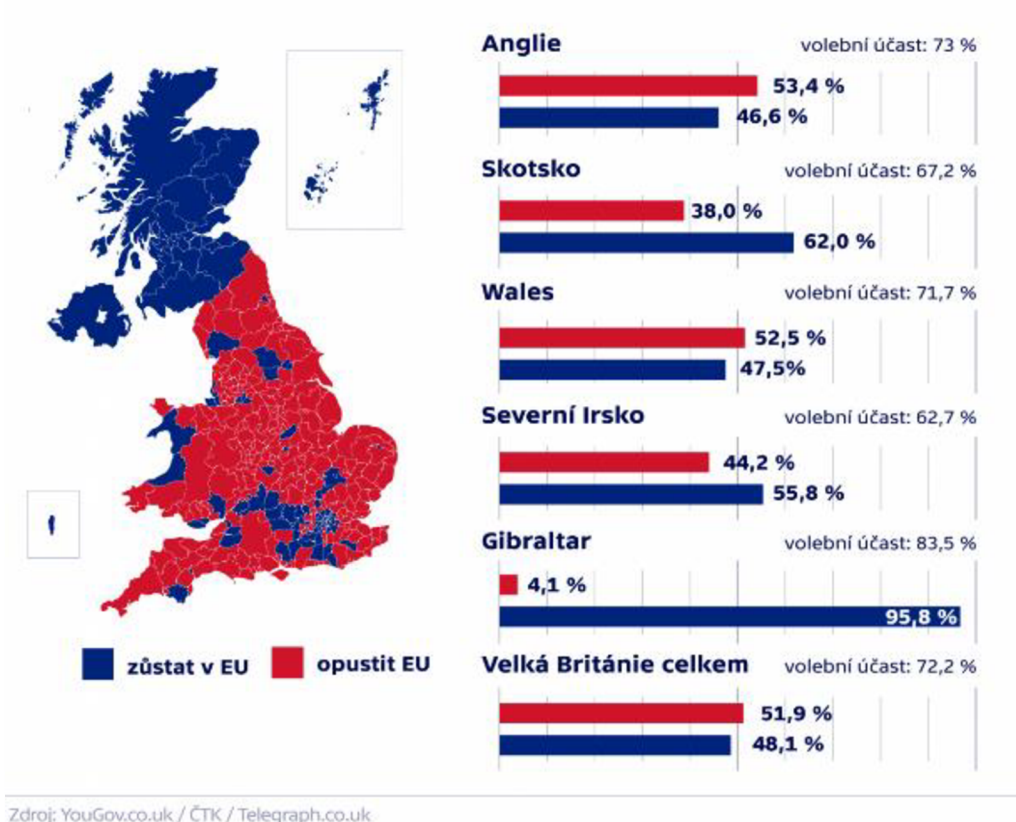 Anglie
volební účast: 73 %
53,4 %
46,6 %
Skotsko
volební účast: 67,2 %
38,0 %
62,0 %
Wales
volební účast: 71,7 %
52,5 %
47,5%
Severní Irsko
volební účast: 62,7 %
44,2 %
55,8 %
Gibraltar
volební účast: 83,5 %
4,1 %
95,8 %
zůstat v EU
opustit EU
Velká Británie celkem
volební účast: 72,2 %
51,9 %
48,1 %
Zdroj: YouGov.co.uk / ČTK / Telegraph.co.uk